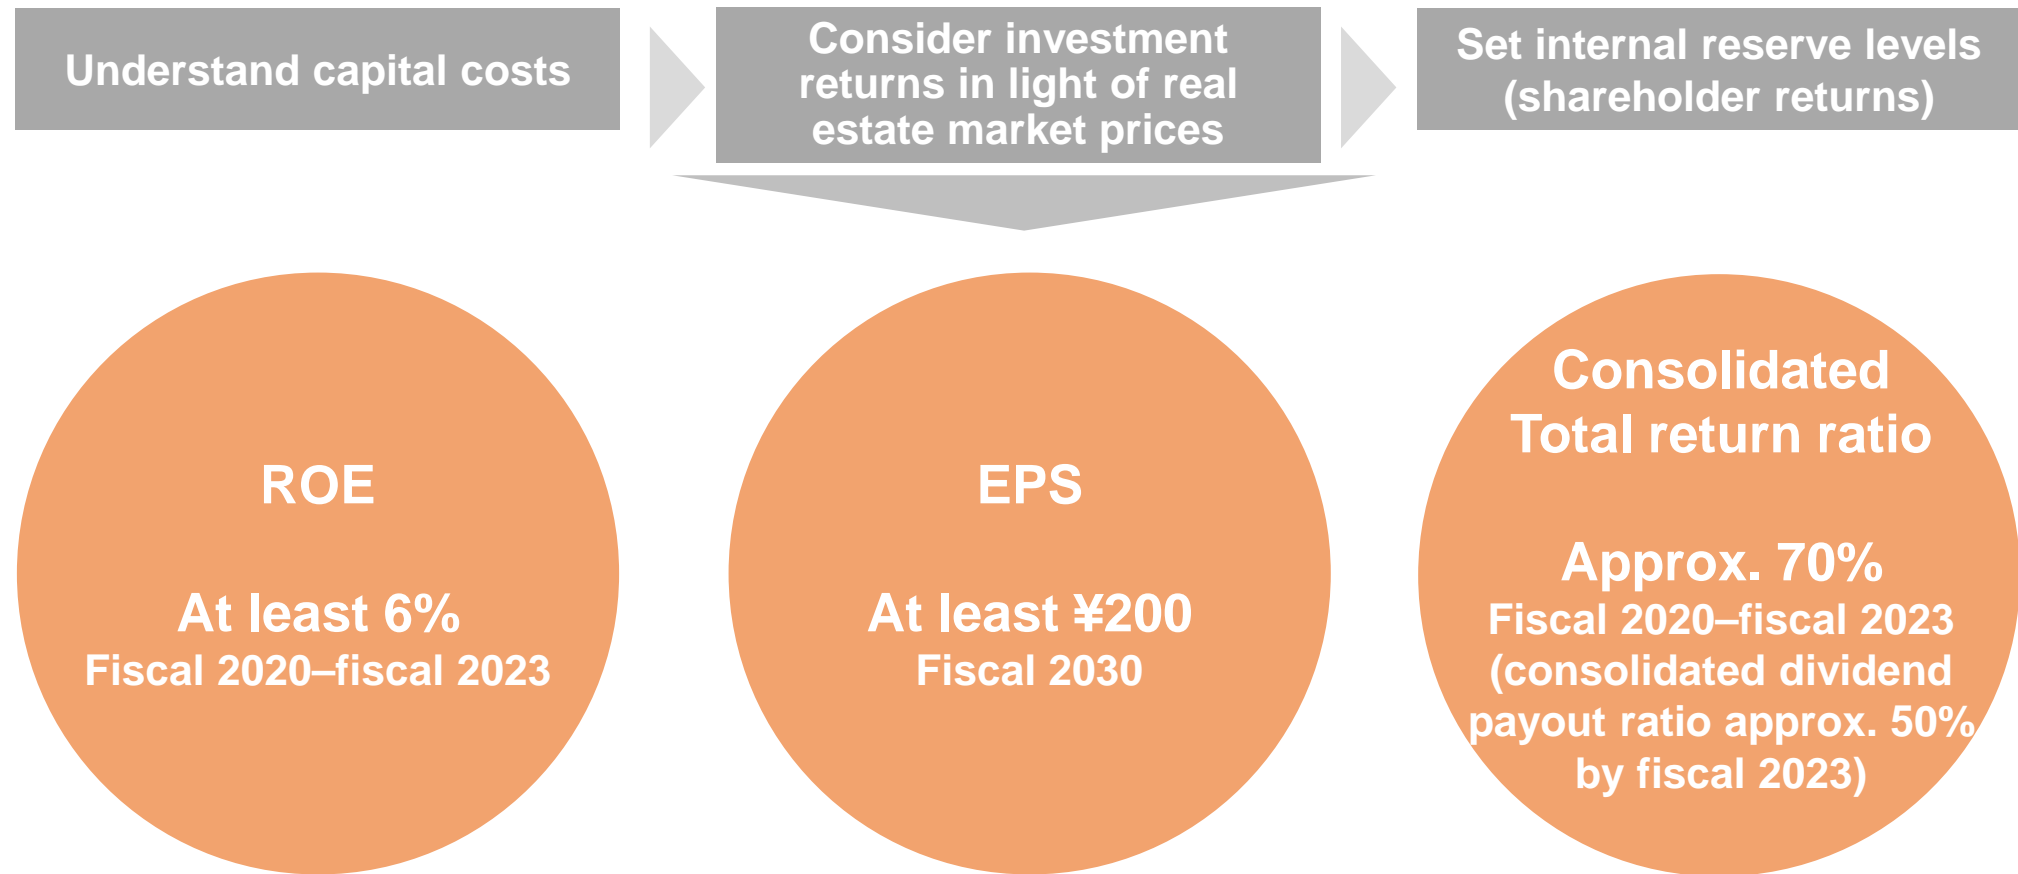 Understand capital costs
Consider investment
returns in light of real
estate market prices
Set internal reserve levels
(shareholder returns)
ROE
At least 6%
Fiscal 2020–fiscal 2023
EPS
At least ¥200
Fiscal 2030
Consolidated
Total return ratio
Approx. 70%
Fiscal 2020–fiscal 2023
(consolidated dividend
payout ratio approx. 50%
by fiscal 2023)